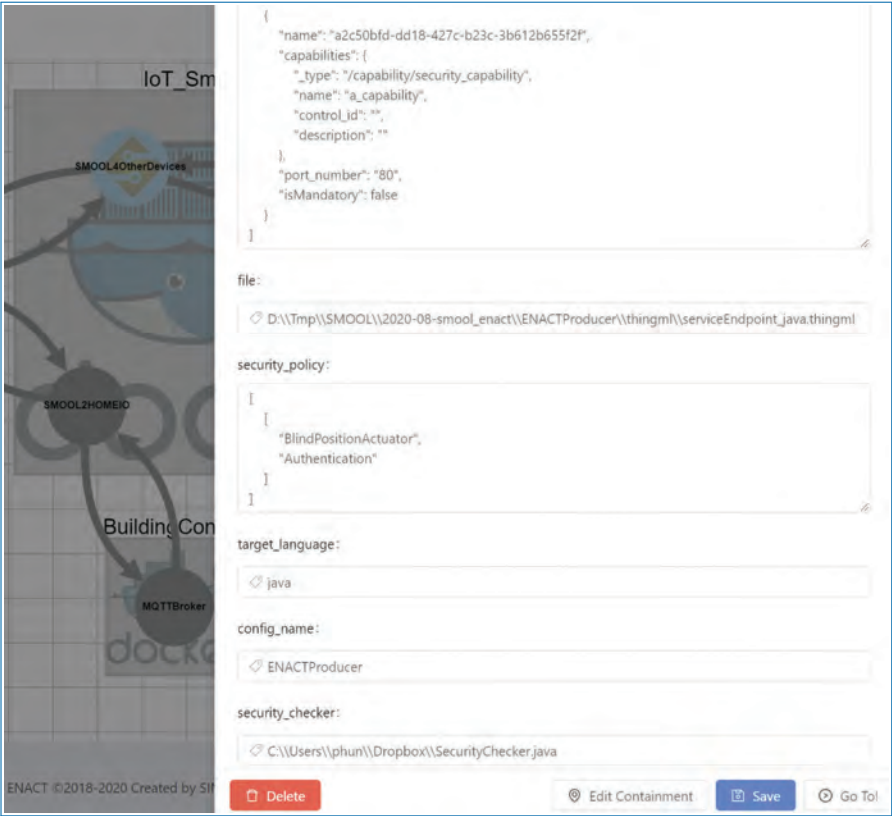 IoT_Sm
SMOOL4OtherDevices
SMOOL2HOMEIO
BuildingCon
MQTTBroker
docke
ENACT ©2018-2020 Created by SI
{
"name": "a2c50bfd-dd18-427c-b23c-3b612b655f2f",
"capabilities": {
"_type": "/capability/security_capability",
"name": "a_capability",
"control_id": "",
"description": ""
},
"port_number": "80",
"isMandatory": false
}
]
file:
D:\\Tmp\\SMOOL\\2020-08-smool_enact\\ENACTProducer\\thingml\\serviceEndpoint_java.thingml
security_policy:
[
[
"BlindPositionActuator",
"Authentication"
]
]
target_language:
java
config_name:
ENACTProducer
security_checker:
C:\\Users\\phun\\Dropbox\\SecurityChecker.java
Delete
Edit Containment
Save
Go To!